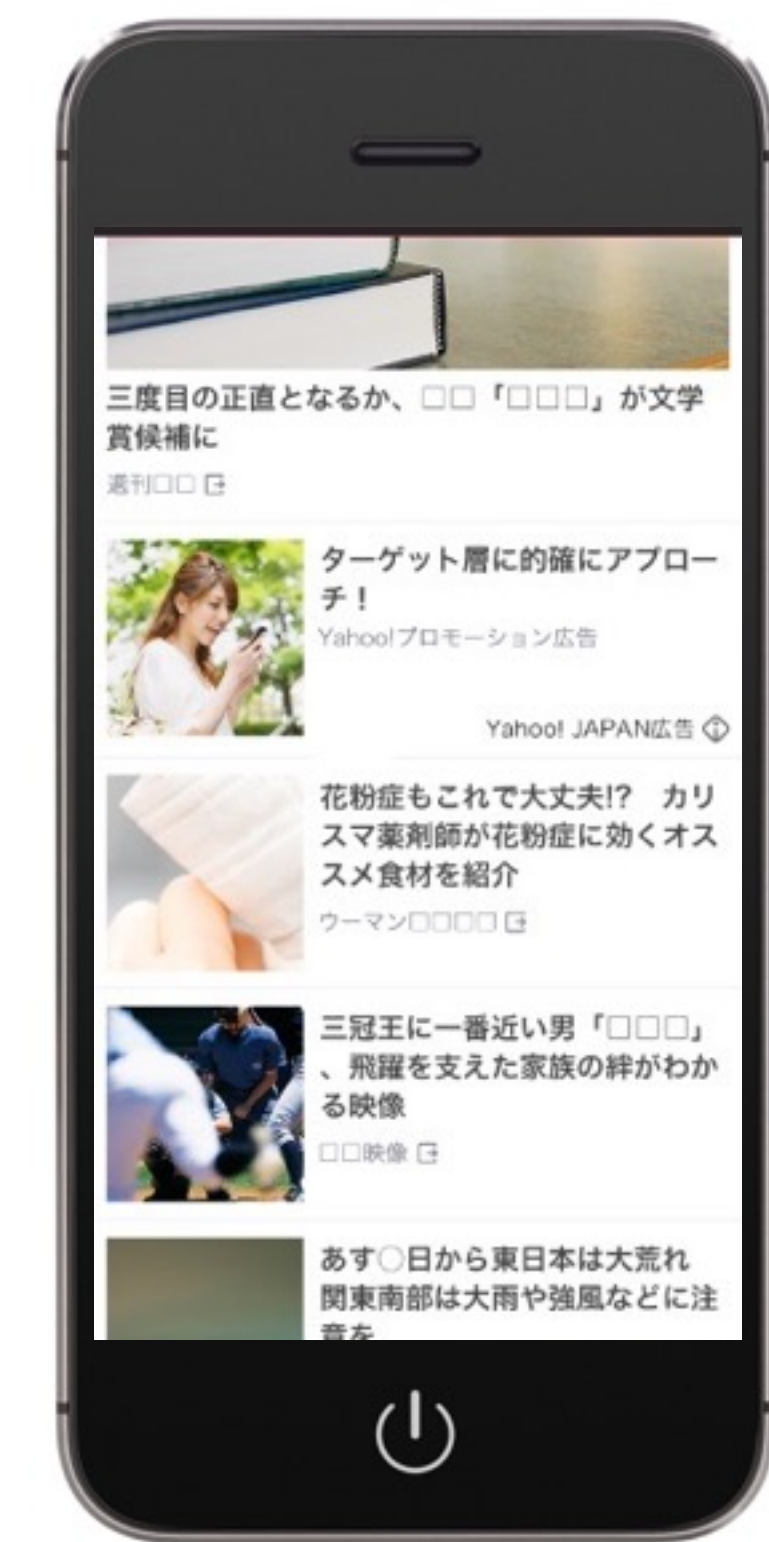 三度目の正直となるか、□□「□□□」が文学
賞候補に
週刊□□
ターゲット層に的確にアプロー
チ！
Yahoo!プロモーション広告
Yahoo! JAPAN広告
花粉症もこれで大丈夫!?　カリ
スマ薬剤師が花粉症に効くオス
スメ食材を紹介
ウーマン□□□□
三冠王に一番近い男「□□□」
、飛躍を支えた家族の絆がわか
る映像
□□映像
あす○日から東日本は大荒れ
関東南部は大雨や強風などに注
意を